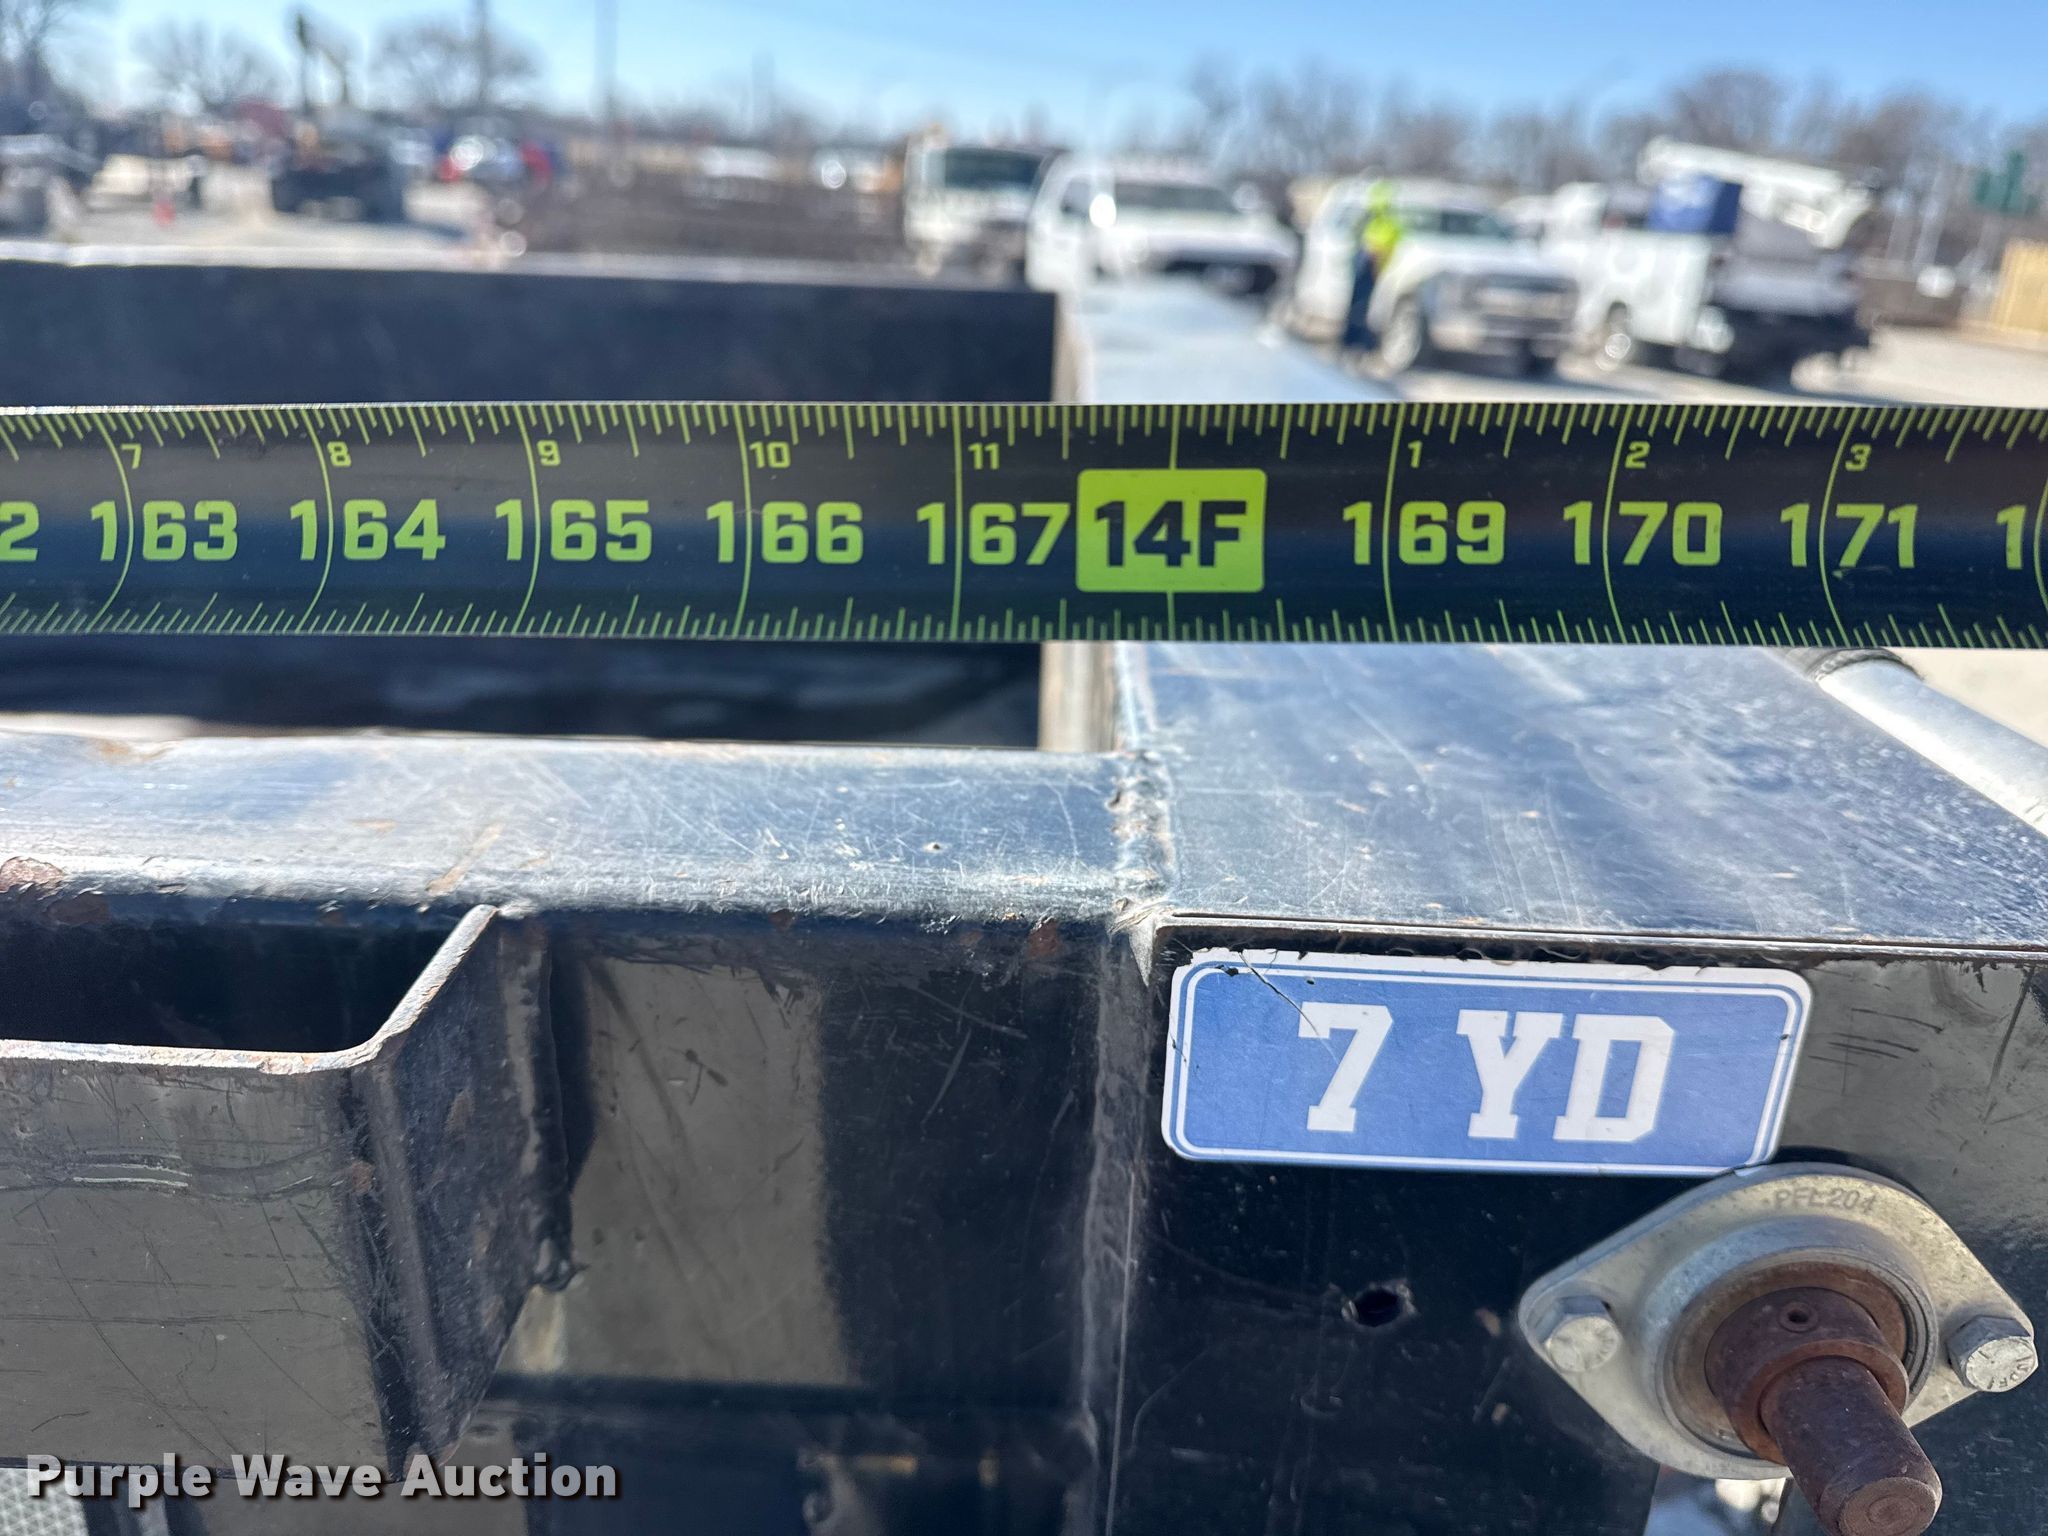 7 8 9 10 11 1 2 3
2 163 164 165 166 167 14F 169 170 171 1
7 YD
PFL204
Purple Wave Auction